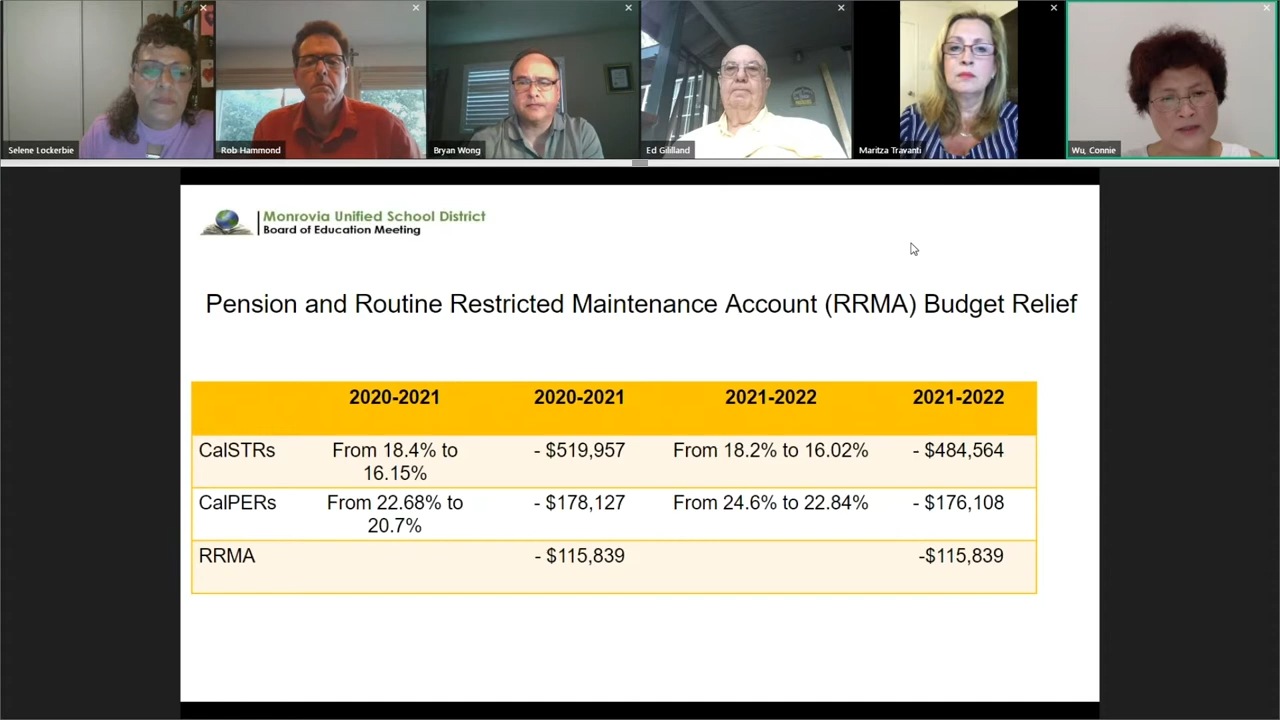 Selene Lockerbie
Rob Hammond
Bryan Wong
Ed Gililland
Maritza Travanti
Wu, Connie
Monrovia Unified School District
Board of Education Meeting
Pension and Routine Restricted Maintenance Account (RRMA) Budget Relief
2020-2021 2020-2021 2021-2022 2021-2022
CalSTRs From 18.4% to 16.15% - $519,957 From 18.2% to 16.02% - $484,564
CalPERs From 22.68% to 20.7% - $178,127 From 24.6% to 22.84% - $176,108
RRMA - $115,839 -$115,839